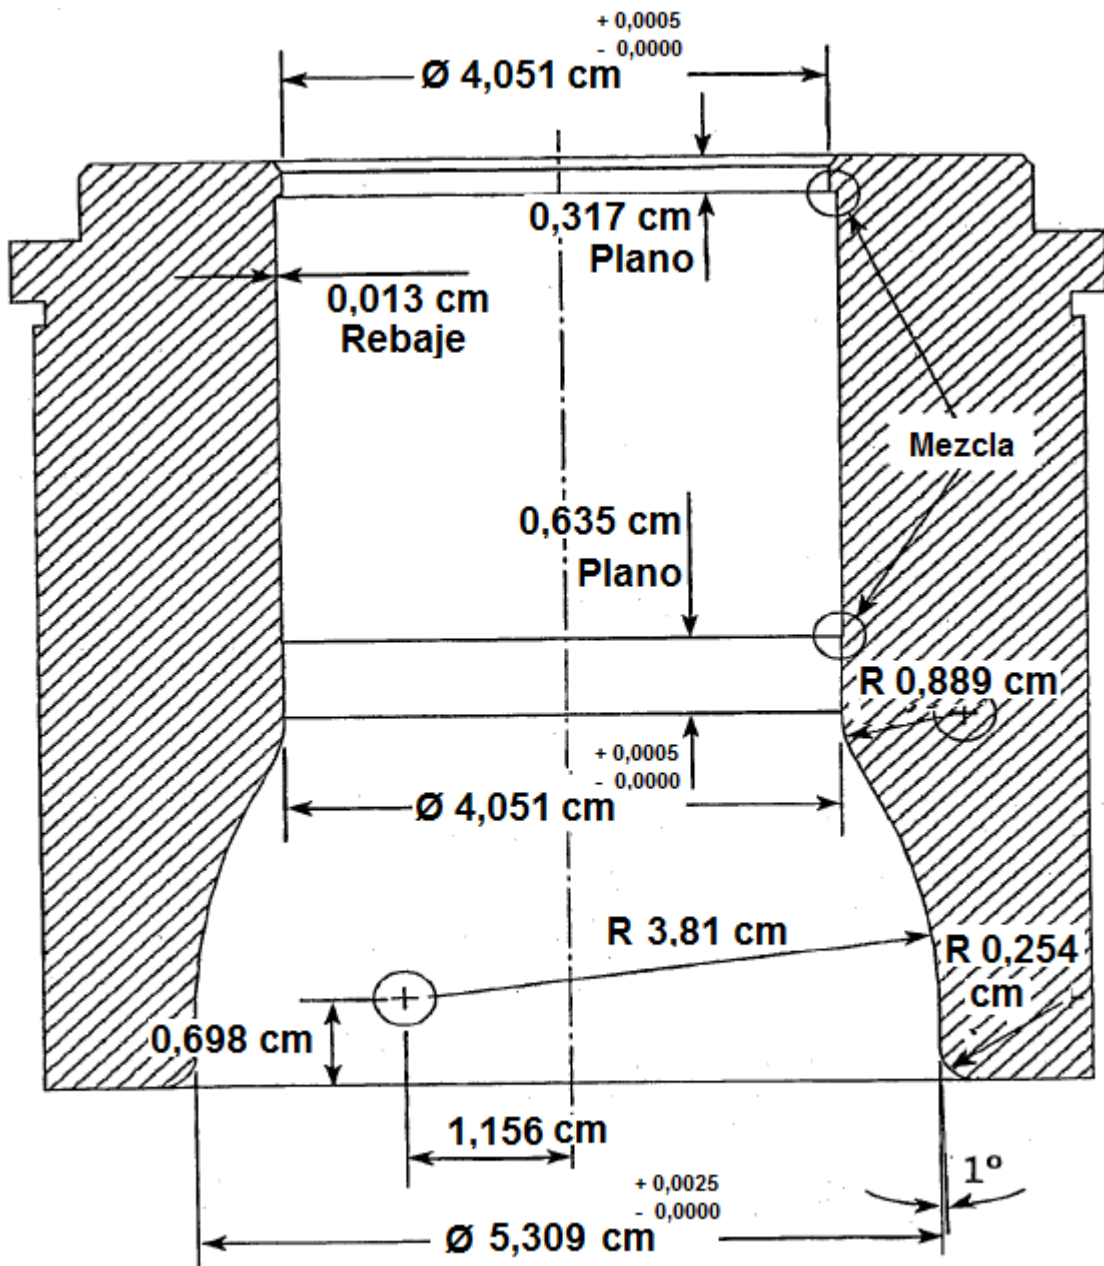 + 0,0005
- 0,0000
Ø 4,051 cm
0,317 cm
Plano
0,013 cm
Rebaje
Mezcla
0,635 cm
Plano
R 0,889 cm
+ 0,0005
- 0,0000
Ø 4,051 cm
R 3,81 cm
R 0,254
cm
0,698 cm
1,156 cm
1º
+ 0,0025
- 0,0000
Ø 5,309 cm